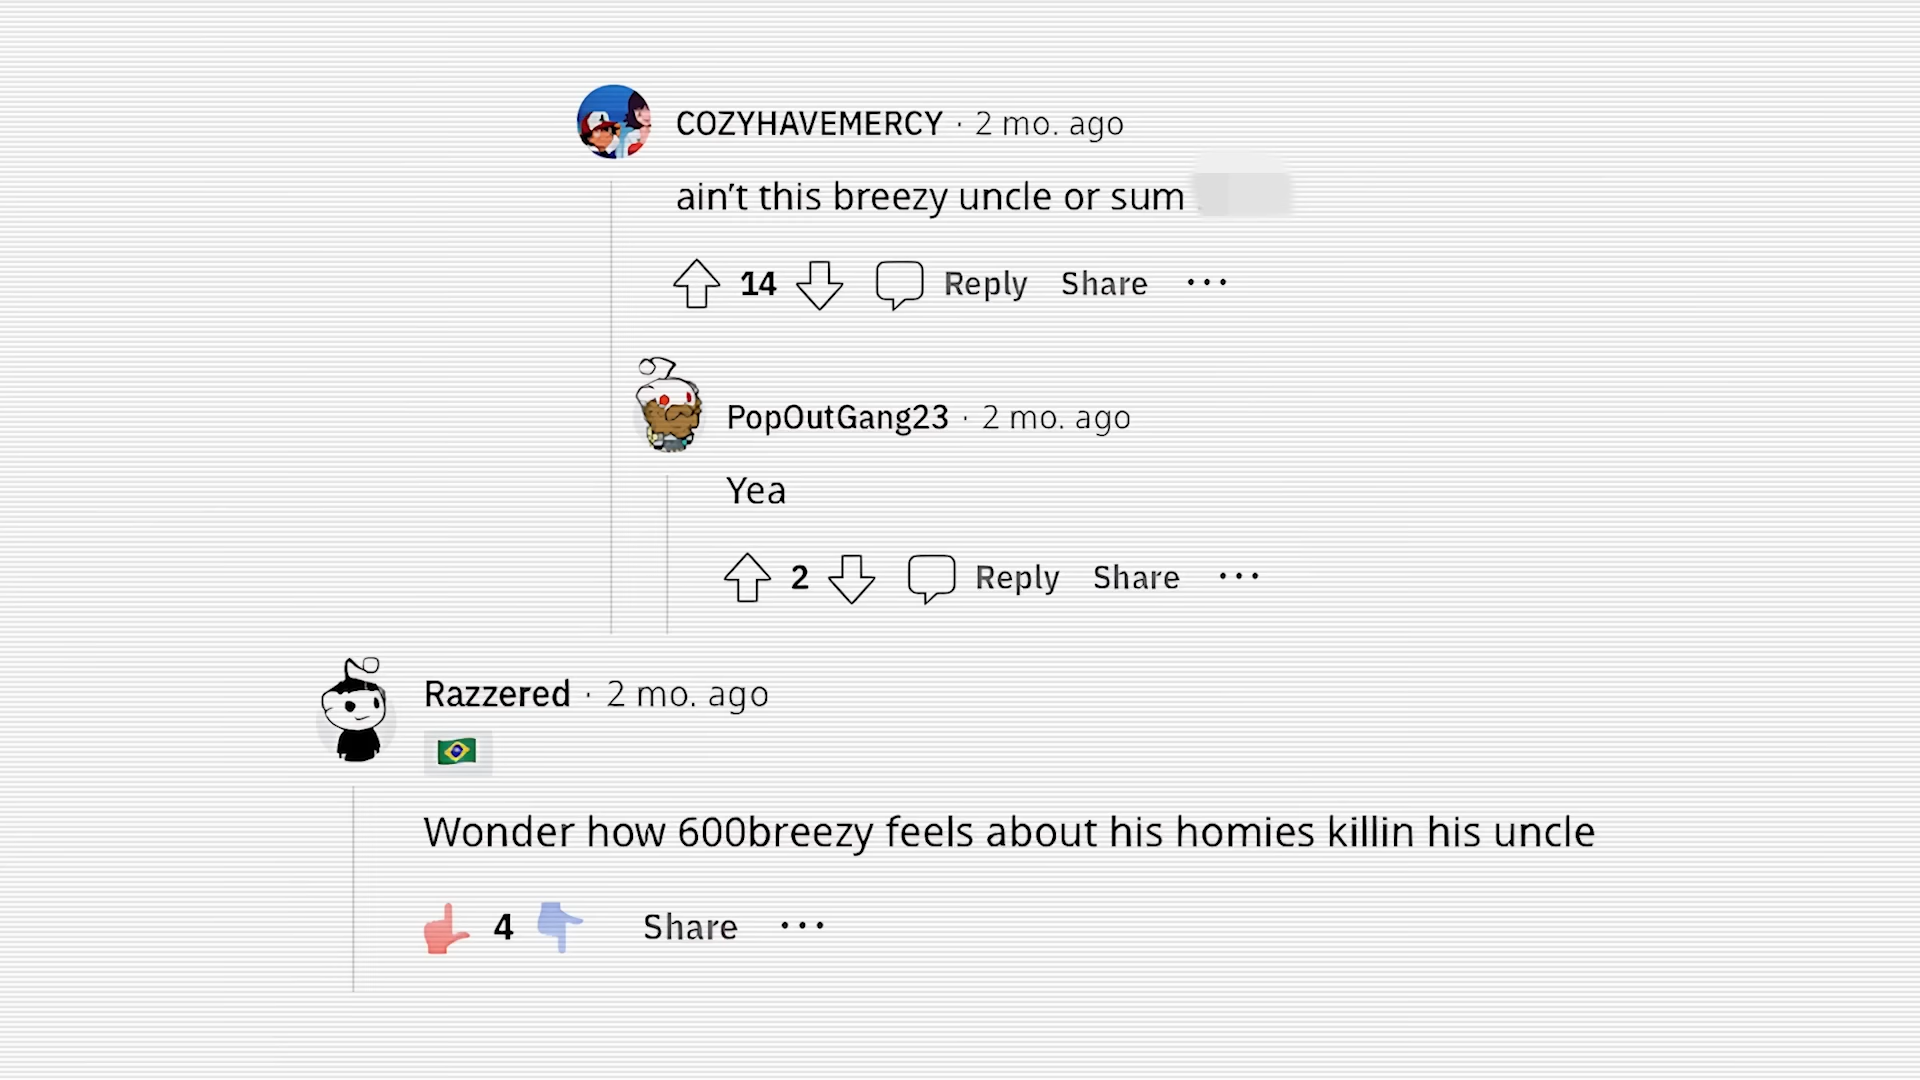 COZYHAVEMERCY · 2 mo. ago
ain't this breezy uncle or sum
14 Reply Share ...
PopOutGang23 · 2 mo. ago
Yea
2 Reply Share ...
Razzered · 2 mo. ago
Wonder how 600breezy feels about his homies killin his uncle
4 Share ...